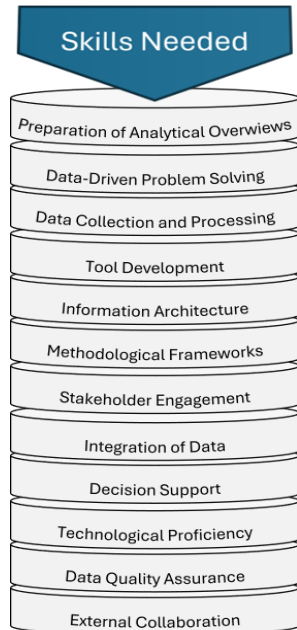 Skills Needed
Preparation of Analytical Overwiews
Data-Driven Problem Solving
Data Collection and Processing
Tool Development
Information Architecture
Methodological Frameworks
Stakeholder Engagement
Integration of Data
Decision Support
Technological Proficiency
Data Quality Assurance
External Collaboration